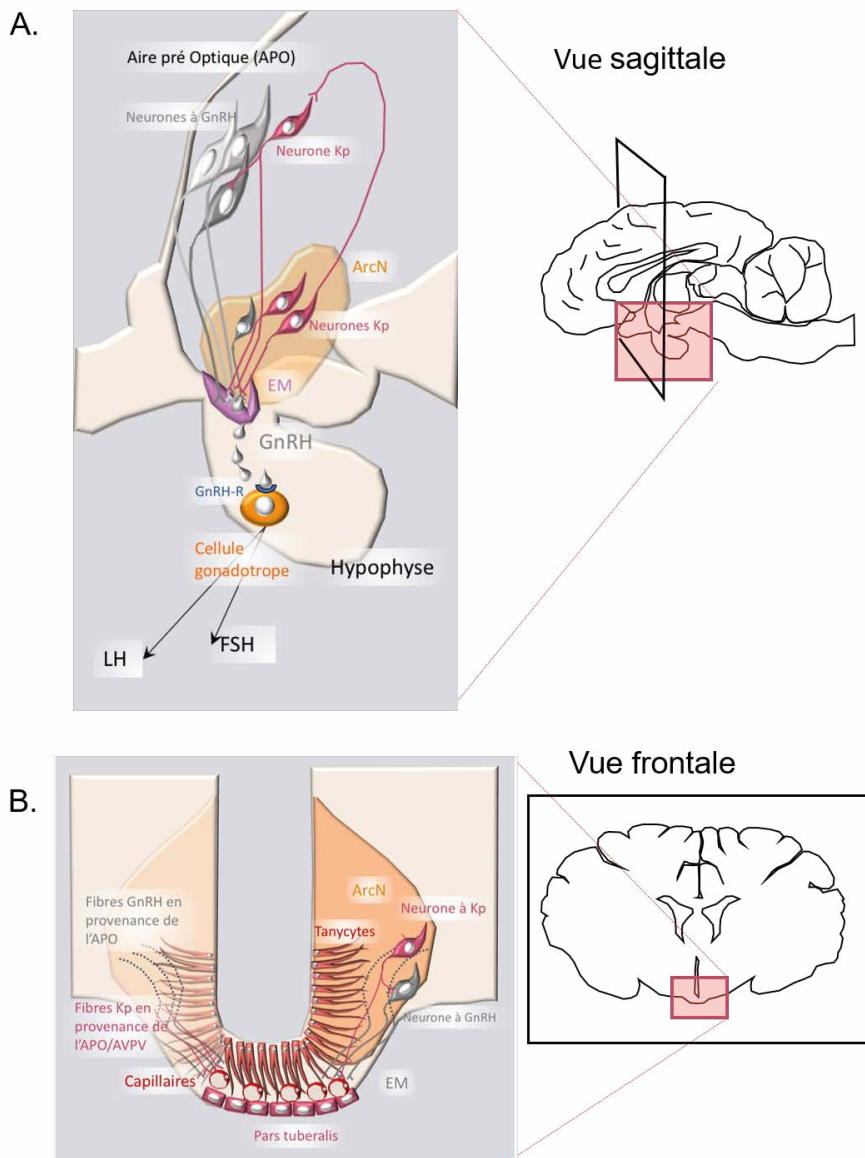 A.
Vue sagittale
Aire pré Optique (APO)
Neurones à GnRH
Neurone Kp
ArcN
Neurones Kp
EM
GnRH
GnRH-R
Cellule
gonadotrope
Hypophyse
LH
FSH
Vue frontale
B.
ArcN
Fibres GnRH en
provenance de
l'APO
Neurone à Kp
Tanycytes
Fibres Kp en
provenance de
l'APO/AVPV
Neurone à GnRH
Capillaires
EM
Pars tuberalis